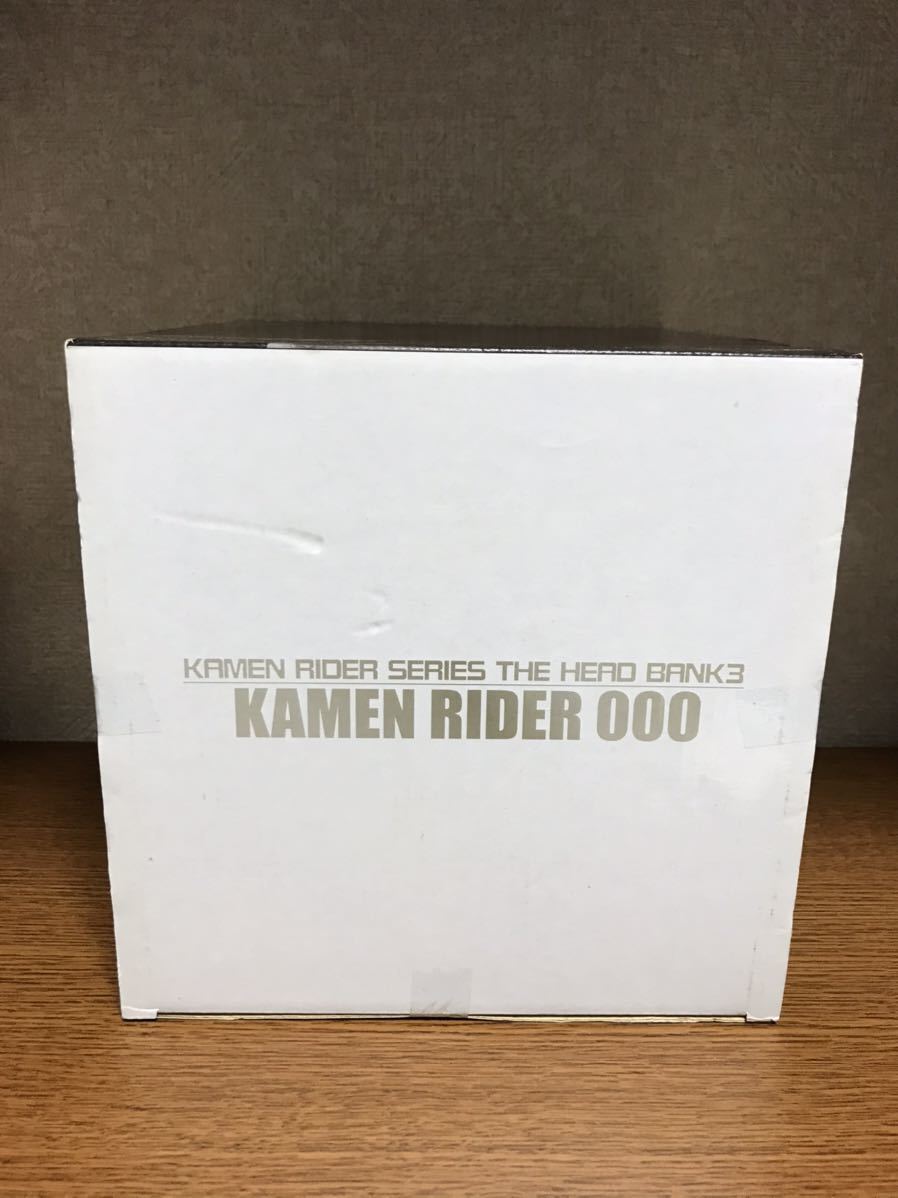 KAMEN RIDER SERIES THE HEAD BANK3
KAMEN RIDER OOO